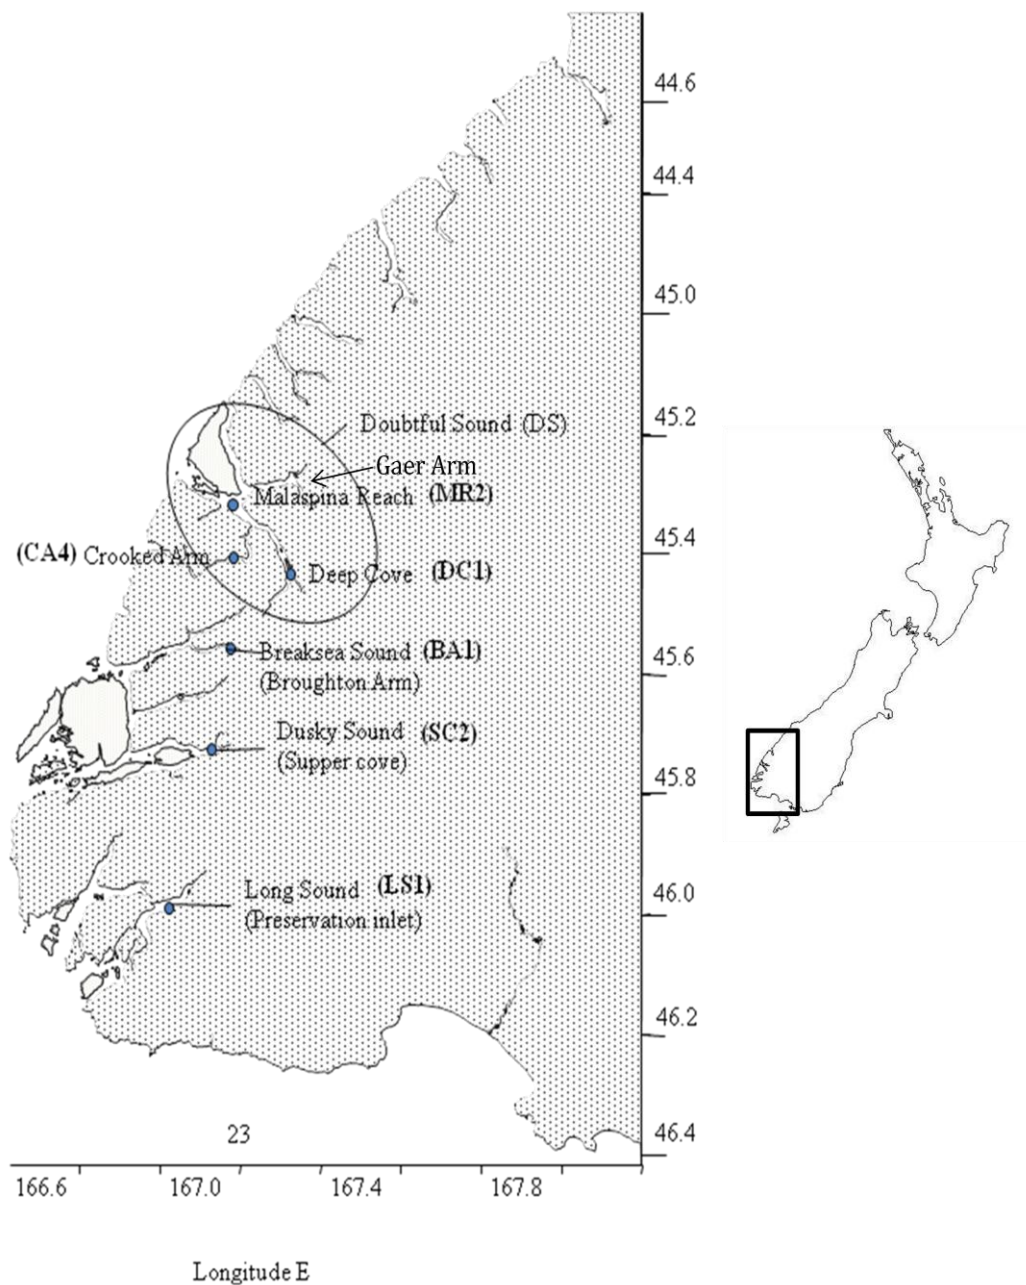 44.6
44.4
45.0
45.2
Doubtful Sound (DS)
Gaer Arm
Malaspina Reach (MR2)
45.4
(CA4) Crooked Arm
Deep Cove (DC1)
Breaksea Sound (BA1)
(Broughton Arm)
45.6
Dusky Sound (SC2)
(Supper cove)
45.8
Long Sound (LS1)
(Preservation inlet)
46.0
46.2
23
46.4
166.6 167.0 167.4 167.8
Longitude E